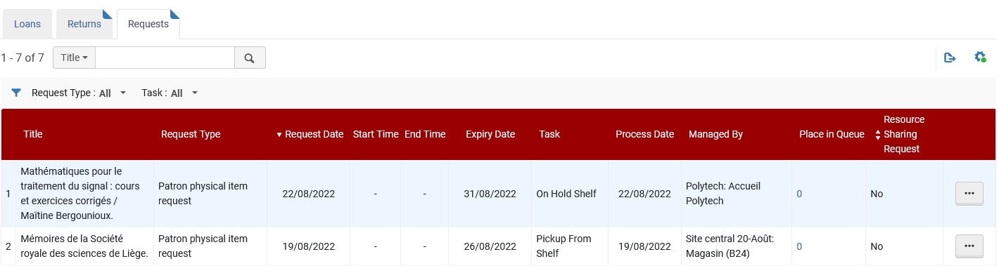 Loans Returns Requests
1 - 7 of 7 Title
Request Type : All Task : All
Title Request Type Request Date Start Time End Time Expiry Date Task Process Date Managed By Place in Queue Resource
Sharing
Request
1 Mathématiques pour le
traitement du signal : cours
et exercices corrigés /
Maïtine Bergounioux.
Patron physical item
request
22/08/2022 - - 31/08/2022 On Hold Shelf 22/08/2022 Polytech: Accueil
Polytech
0 No ...
2 Mémoires de la Société
royale des sciences de Liège.
Patron physical item
request
19/08/2022 - - 26/08/2022 Pickup From
Shelf
19/08/2022 Site central 20-Août:
Magasin (B24)
0 No ...